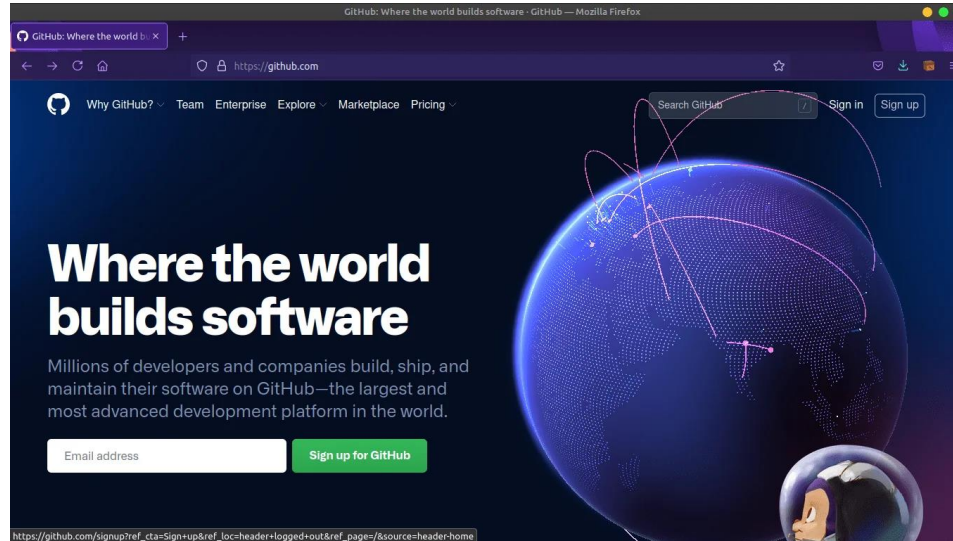 GitHub: Where the world builds software · GitHub — Mozilla Firefox
GitHub: Where the world bu
https://github.com
Why GitHub? Team Enterprise Explore Marketplace Pricing
Search GitHub / Sign in Sign up
Where the world
builds software
Millions of developers and companies build, ship, and
maintain their software on GitHub—the largest and
most advanced development platform in the world.
Email address Sign up for GitHub
https://github.com/signup?ref_cta=Sign+up&ref_loc=header+logged+out&ref_page=/&source=header-home